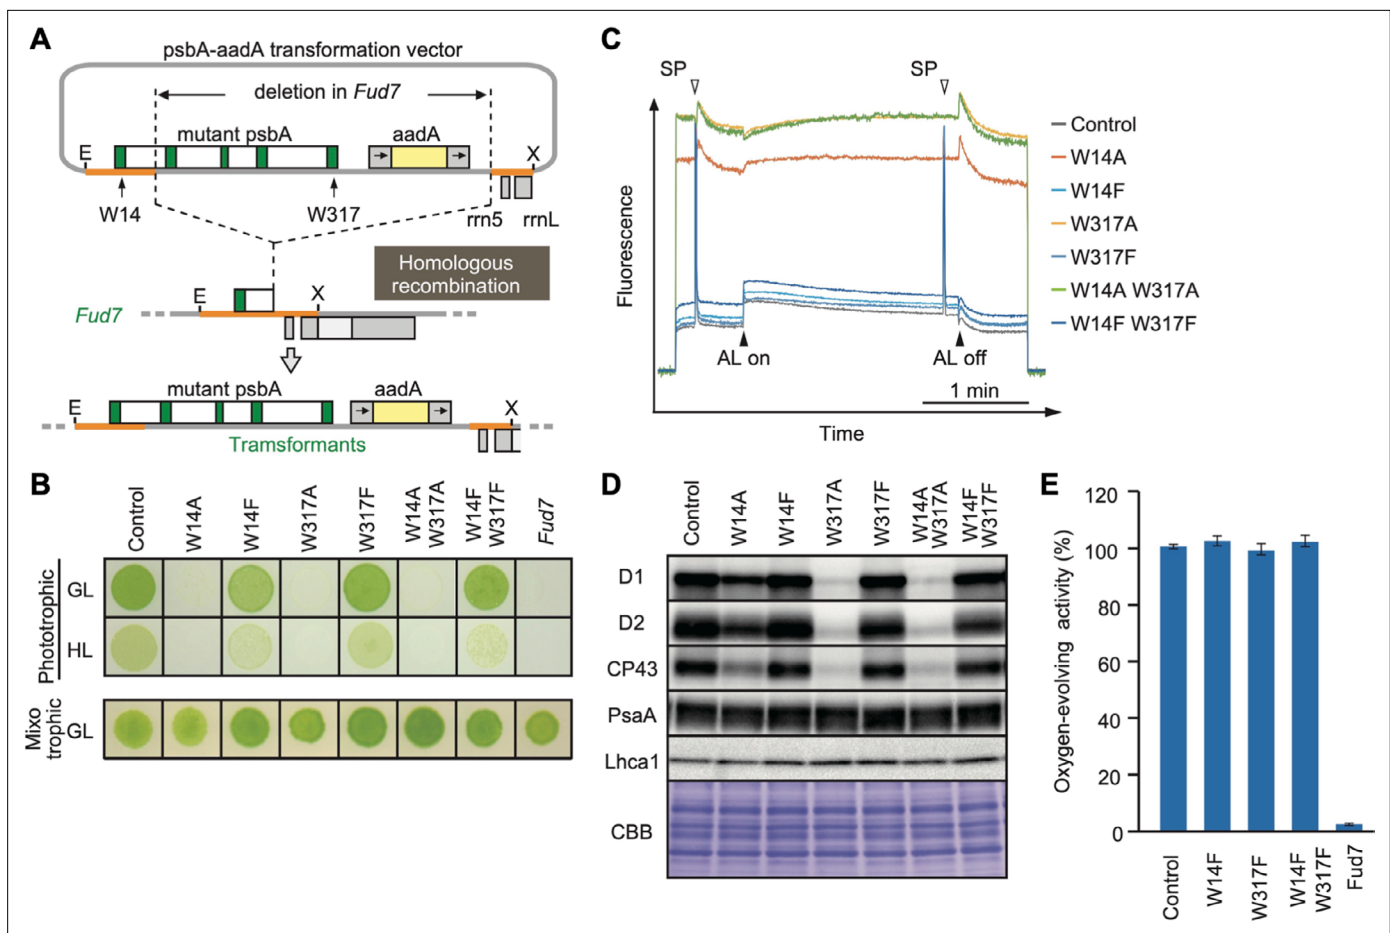 A
psbA-aadA transformation vector
deletion in Fud7
mutant psbA
aadA
E
X
W14
W317
rrn5
rrnL
Homologous
recombination
E
X
Fud7
mutant psbA
aadA
E
X
Tramsformants
B
Control
W14A
W14F
W317A
W317F
W14A
W317A
W14F
W317F
Fud7
Phototrophic
GL
HL
Mixo
trophic
GL
C
SP
SP
Fluorescence
AL on
AL off
1 min
Time
Control
W14A
W14F
W317A
W317F
W14A W317A
W14F W317F
D
Control
W14A
W14F
W317A
W317F
W14A
W317A
W14F
W317F
D1
D2
CP43
PsaA
Lhca1
CBB
E
Oxygen-evolving activity (%)
120
100
80
60
40
20
0
Control
W14F
W317F
W14F
W317F
Fud7